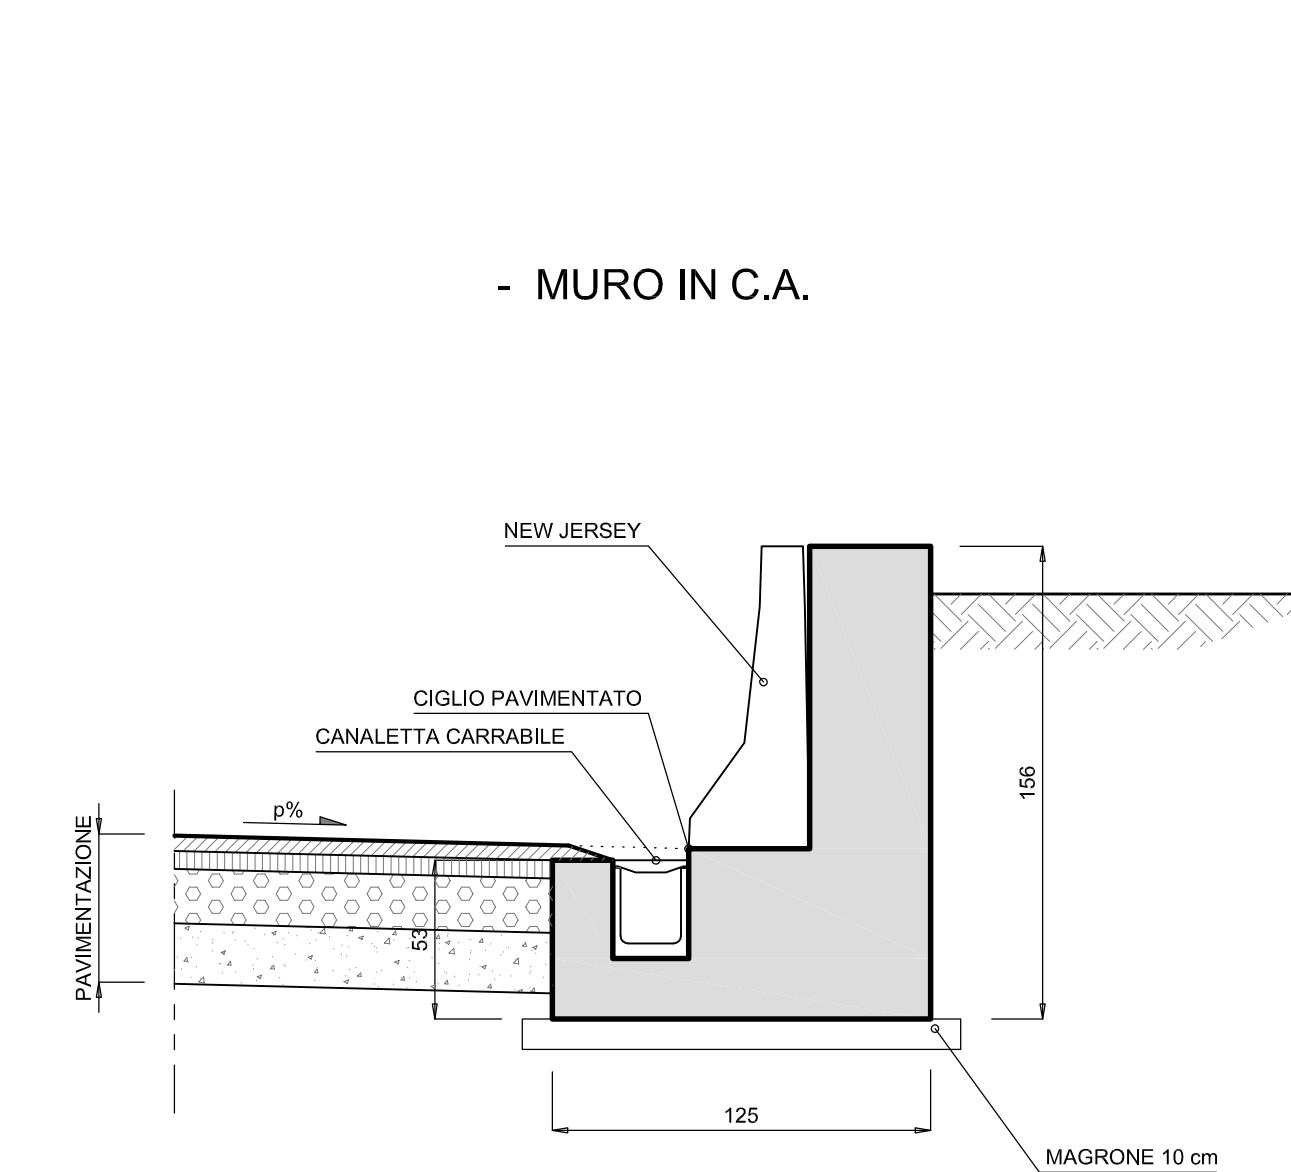 - MURO IN C.A.
NEW JERSEY
CIGLIO PAVIMENTATO
CANALETTA CARRABILE
156
p%
PAVIMENTAZIONE
53
125
MAGRONE 10 cm